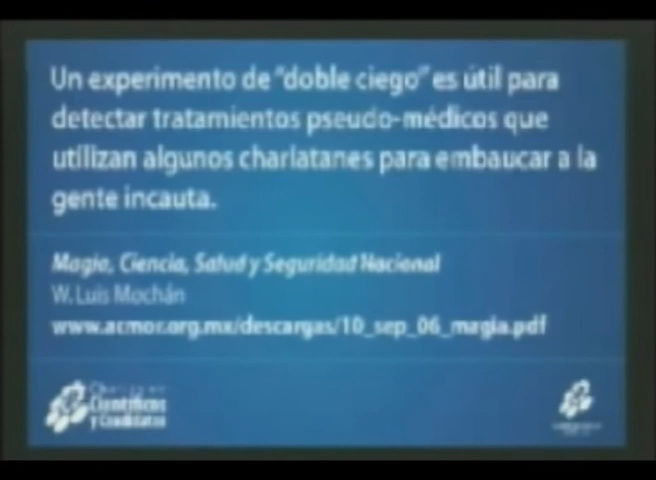 Un experimento de "doble ciego" es útil para
detectar tratamientos pseudo-médicos que
utilizan algunos charlatanes para embaucar a la
gente incauta.
Magia, Ciencia, Salud y Seguridad Nacional
W. Luis Mochán
www.acmor.org.mx/descargas/10_sep_06_magia.pdf
Científicos